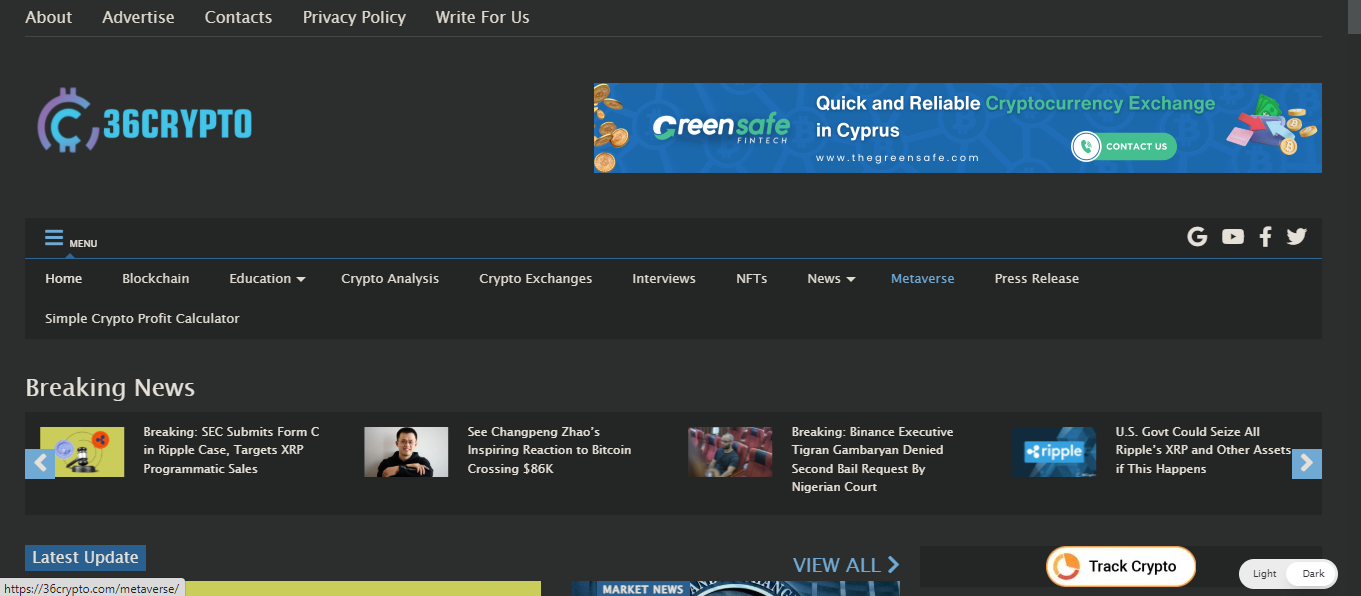 About Advertise Contacts Privacy Policy Write For Us
36CRYPTO
Greensafe
FINTECH
Quick and Reliable Cryptocurrency Exchange
in Cyprus
www.thegreensafe.com
CONTACT US
MENU
Home Blockchain Education Crypto Analysis Crypto Exchanges Interviews NFTs News Metaverse Press Release
Simple Crypto Profit Calculator
Breaking News
Breaking: SEC Submits Form C
in Ripple Case, Targets XRP
Programmatic Sales
See Changpeng Zhao’s
Inspiring Reaction to Bitcoin
Crossing $86K
Breaking: Binance Executive
Tigran Gambaryan Denied
Second Bail Request By
Nigerian Court
ripple
U.S. Govt Could Seize All
Ripple’s XRP and Other Assets
if This Happens
Latest Update
VIEW ALL
Track Crypto
Light Dark
MARKET NEWS
https://36crypto.com/metaverse/